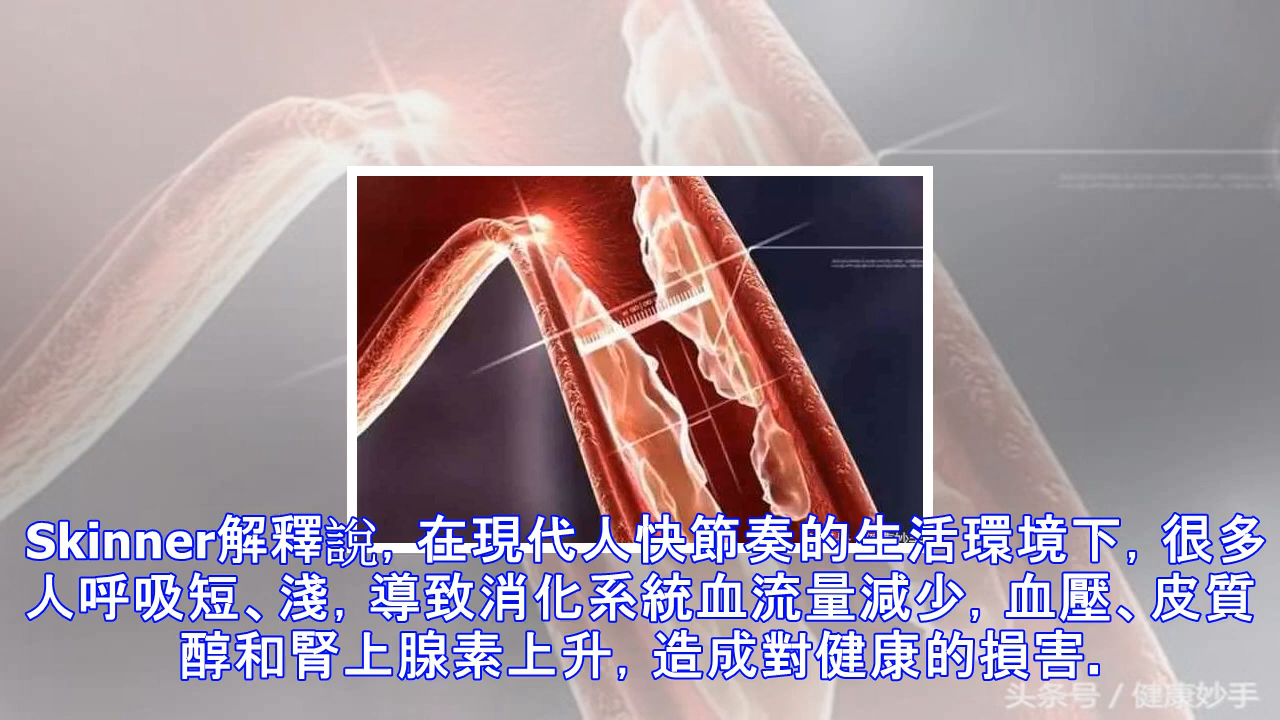 Skinner解釋說, 在現代人快節奏的生活環境下, 很多
人呼吸短、淺, 導致消化系統血流量減少, 血壓、皮質
醇和腎上腺素上升, 造成對健康的損害.
头条号 / 健康妙手